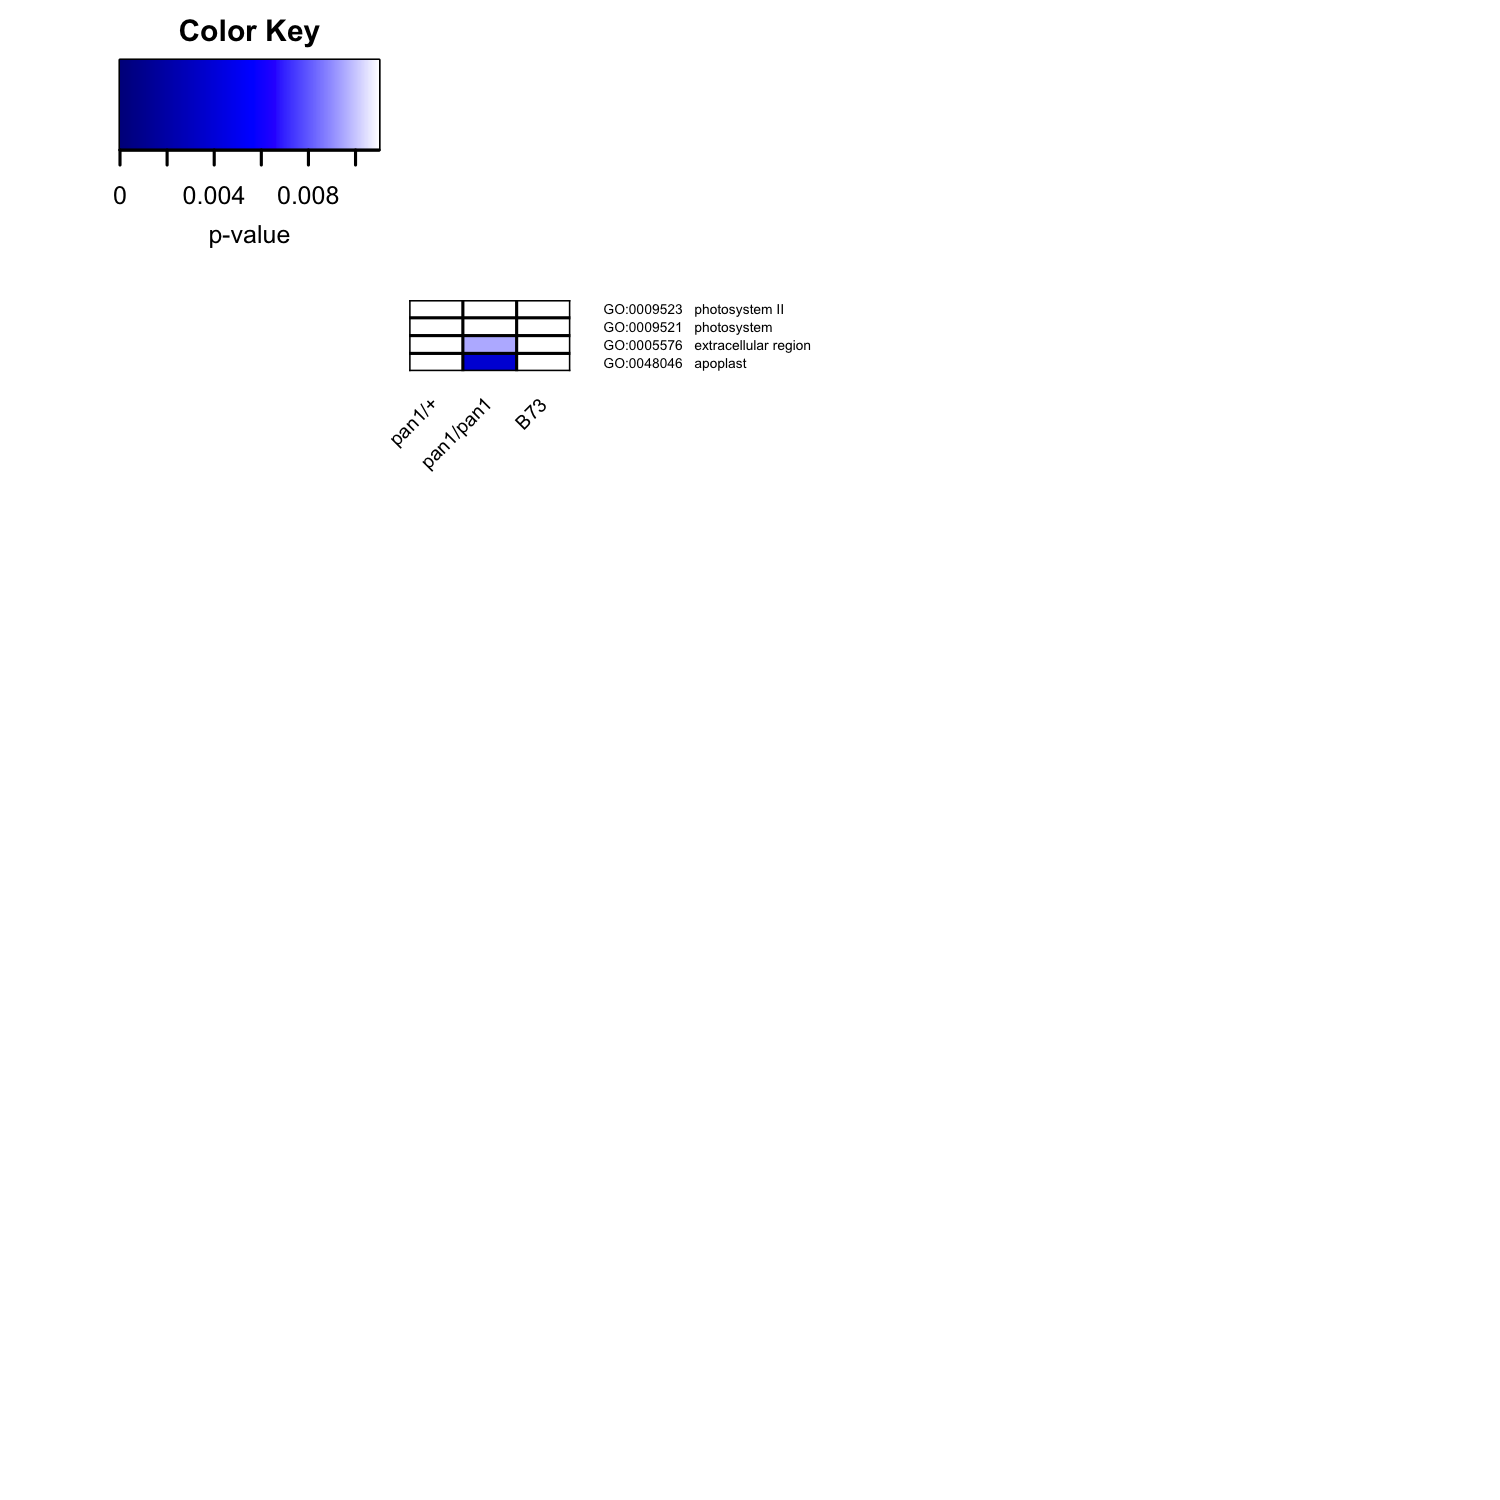 Color Key
0 0.004 0.008
p-value
GO:0009523 photosystem II
GO:0009521 photosystem
GO:0005576 extracellular region
GO:0048046 apoplast
pan1/+
pan1/pan1
B73